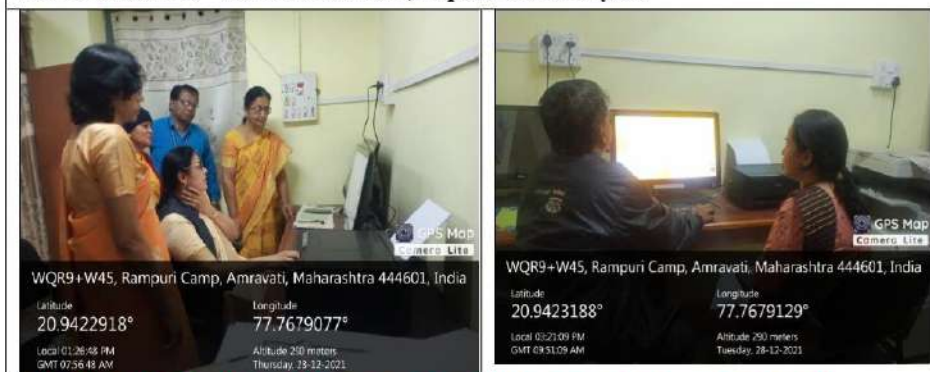 GPS Map
Camera Lite
WQR9+W45, Rampuri Camp, Amravati, Maharashtra 444601, India
Latitude
20.9422918°
Longitude
77.7679077°
Local 01:26:48 PM
GMT 07:56:48 AM
Altitude 290 meters
Thursday, 23-12-2021
GPS Map
Camera Lite
WQR9+W45, Rampuri Camp, Amravati, Maharashtra 444601, India
Latitude
20.9423188°
Longitude
77.7679129°
Local 03:21:09 PM
GMT 09:51:09 AM
Altitude 290 meters
Tuesday, 28-12-2021